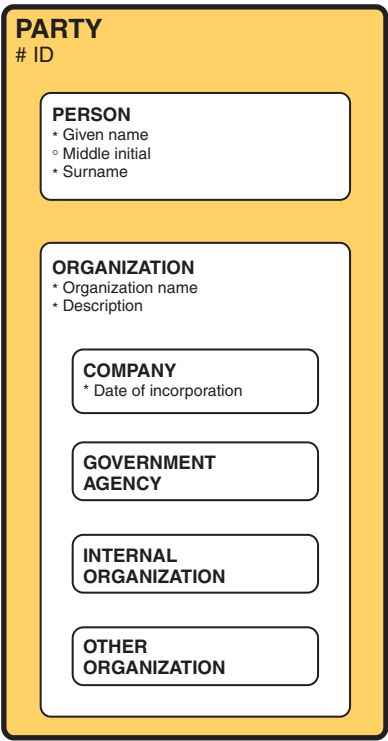 PARTY
# ID
PERSON
* Given name
° Middle initial
* Surname
ORGANIZATION
* Organization name
* Description
COMPANY
* Date of incorporation
GOVERNMENT
AGENCY
INTERNAL
ORGANIZATION
OTHER
ORGANIZATION